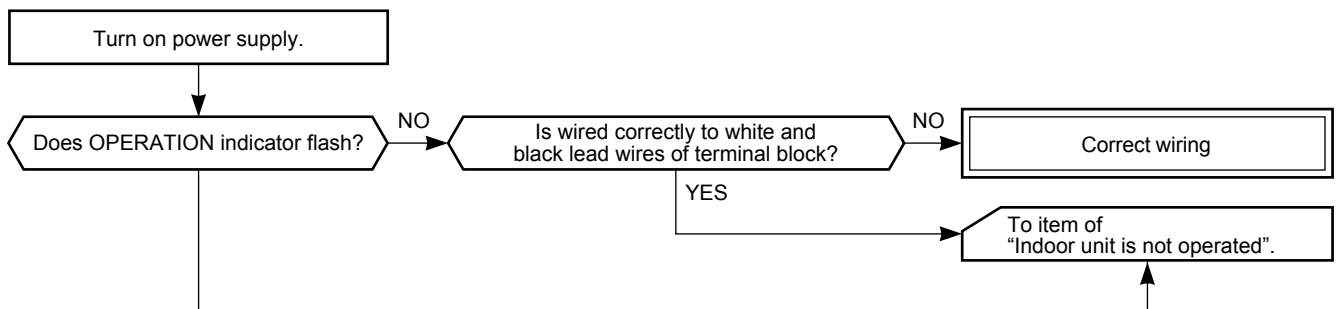 Turn on power supply.
Does OPERATION indicator flash?
NO
Is wired correctly to white and
black lead wires of terminal block?
NO
Correct wiring
YES
To item of
“Indoor unit is not operated”.